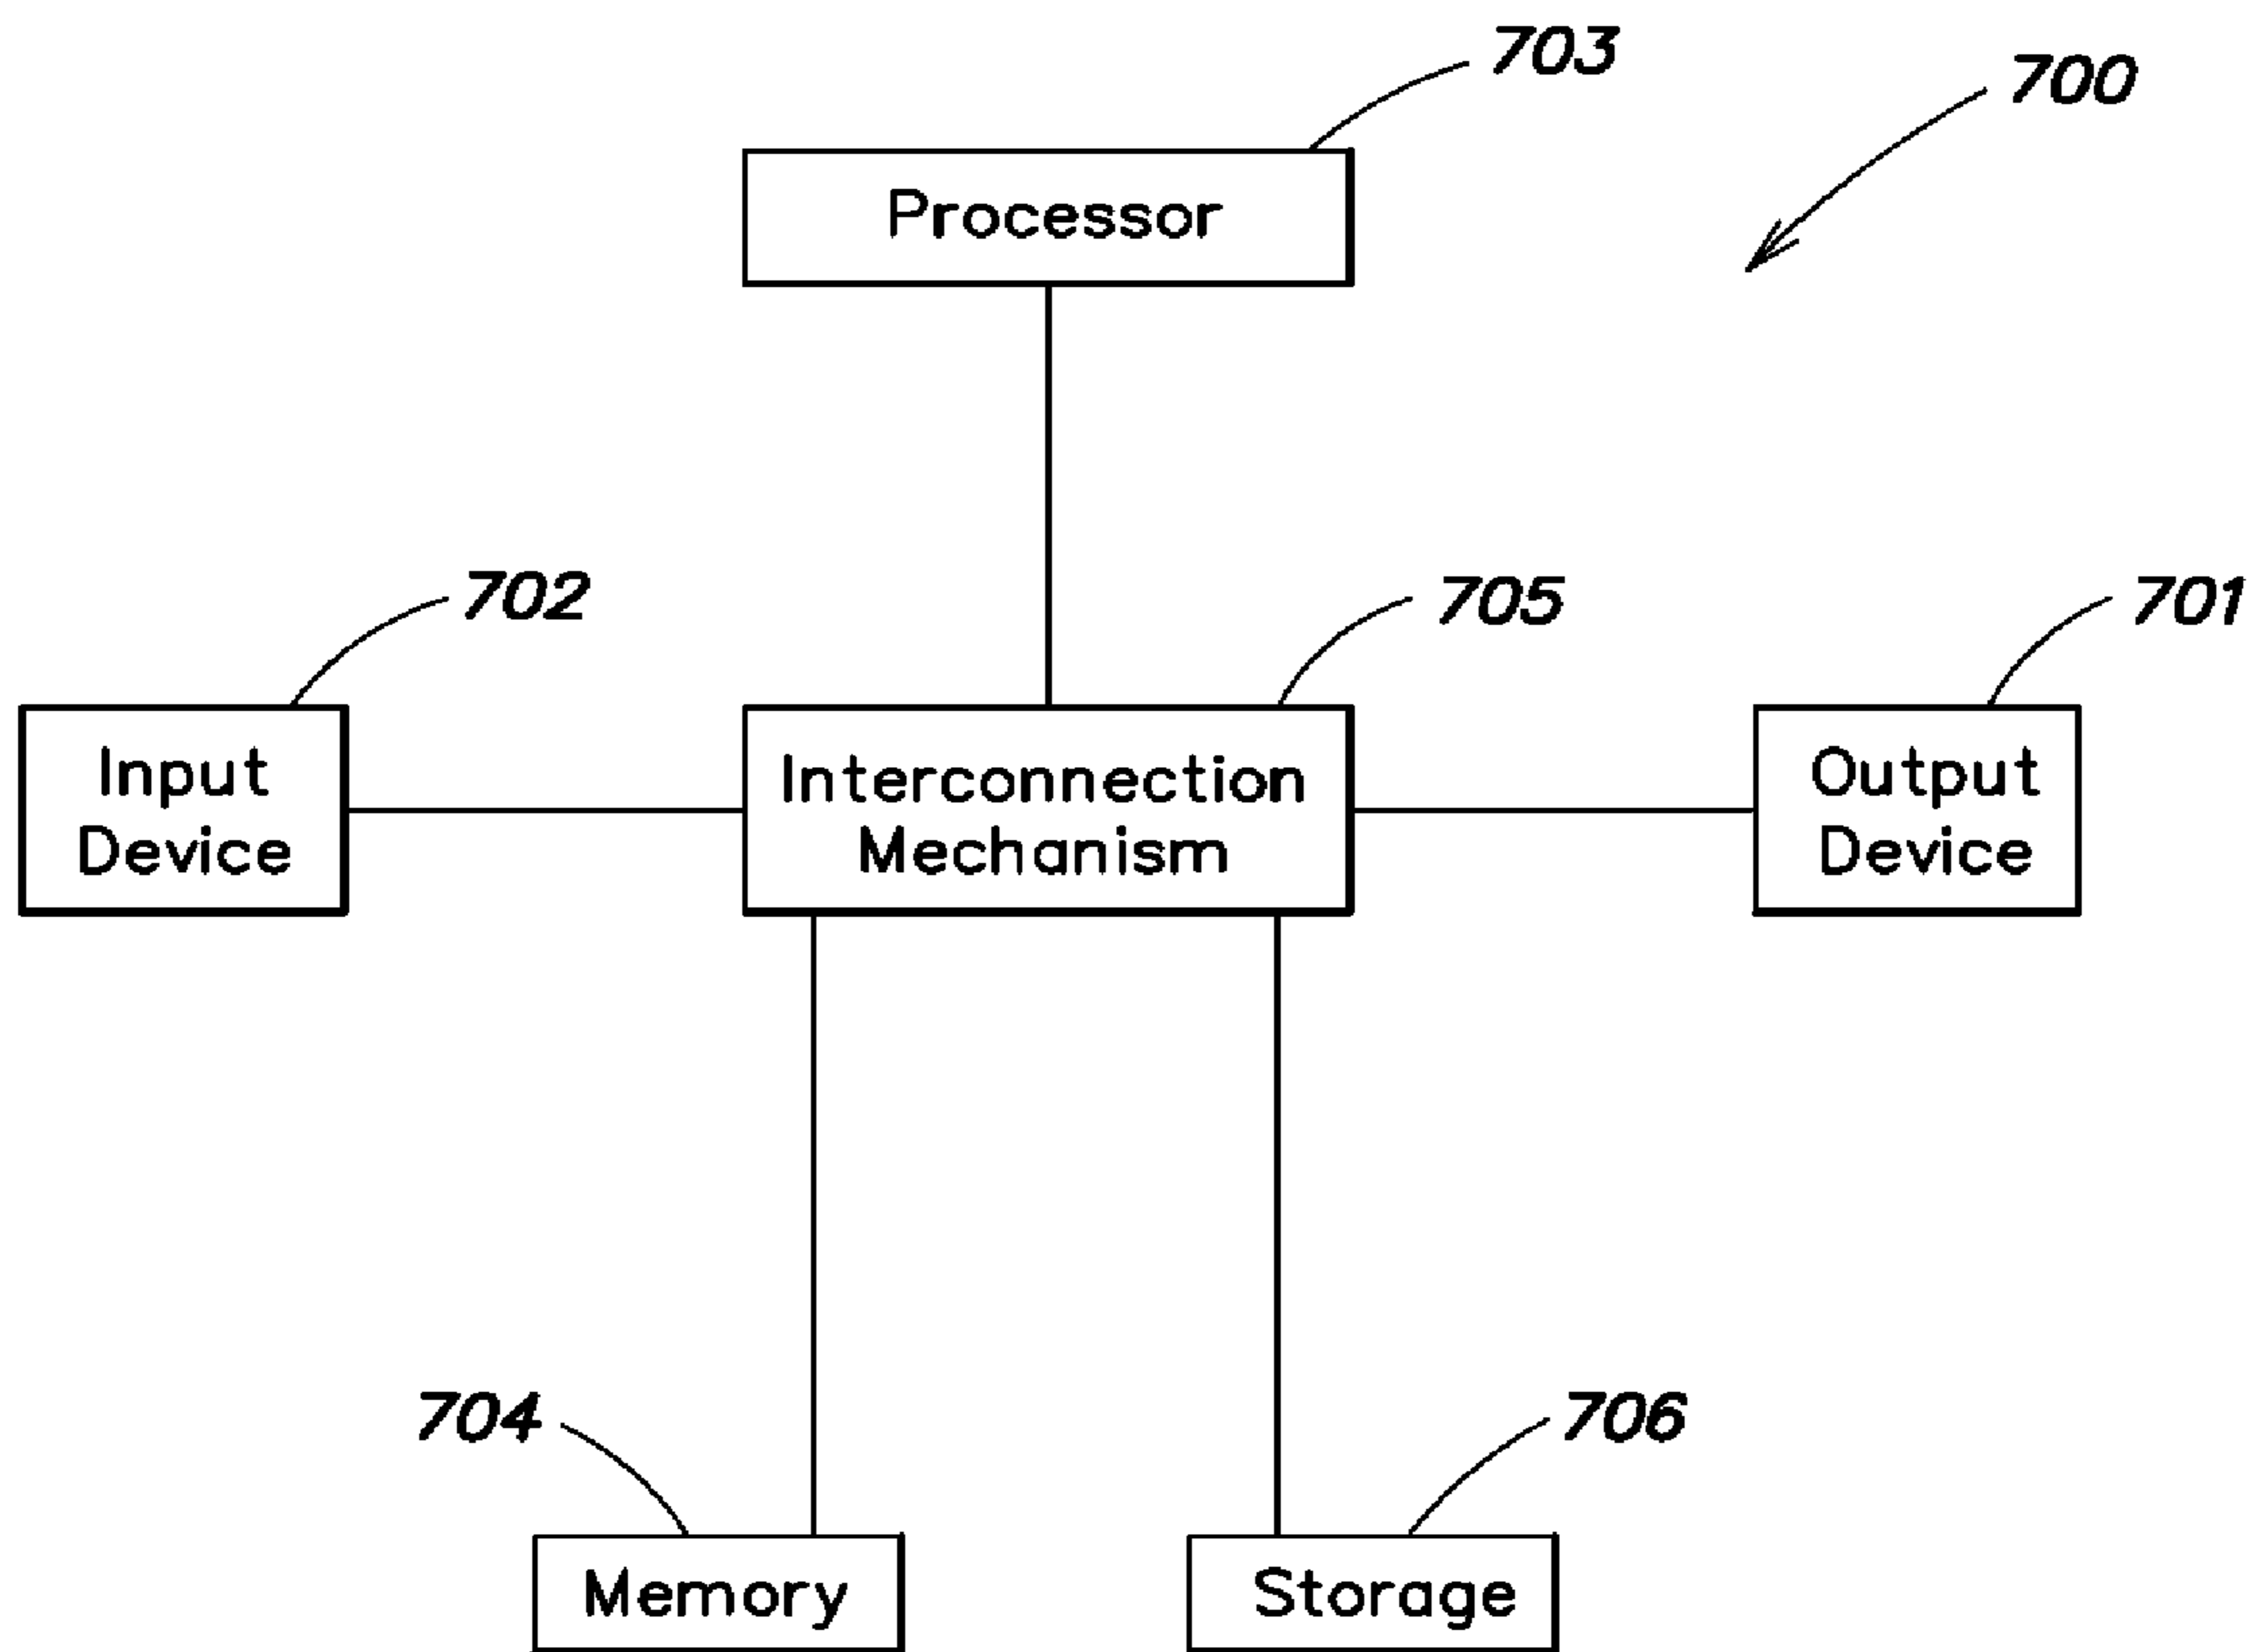 703
700
Processor
702
705
701
Input
Device
Interconnection
Mechanism
Output
Device
704
706
Memory
Storage